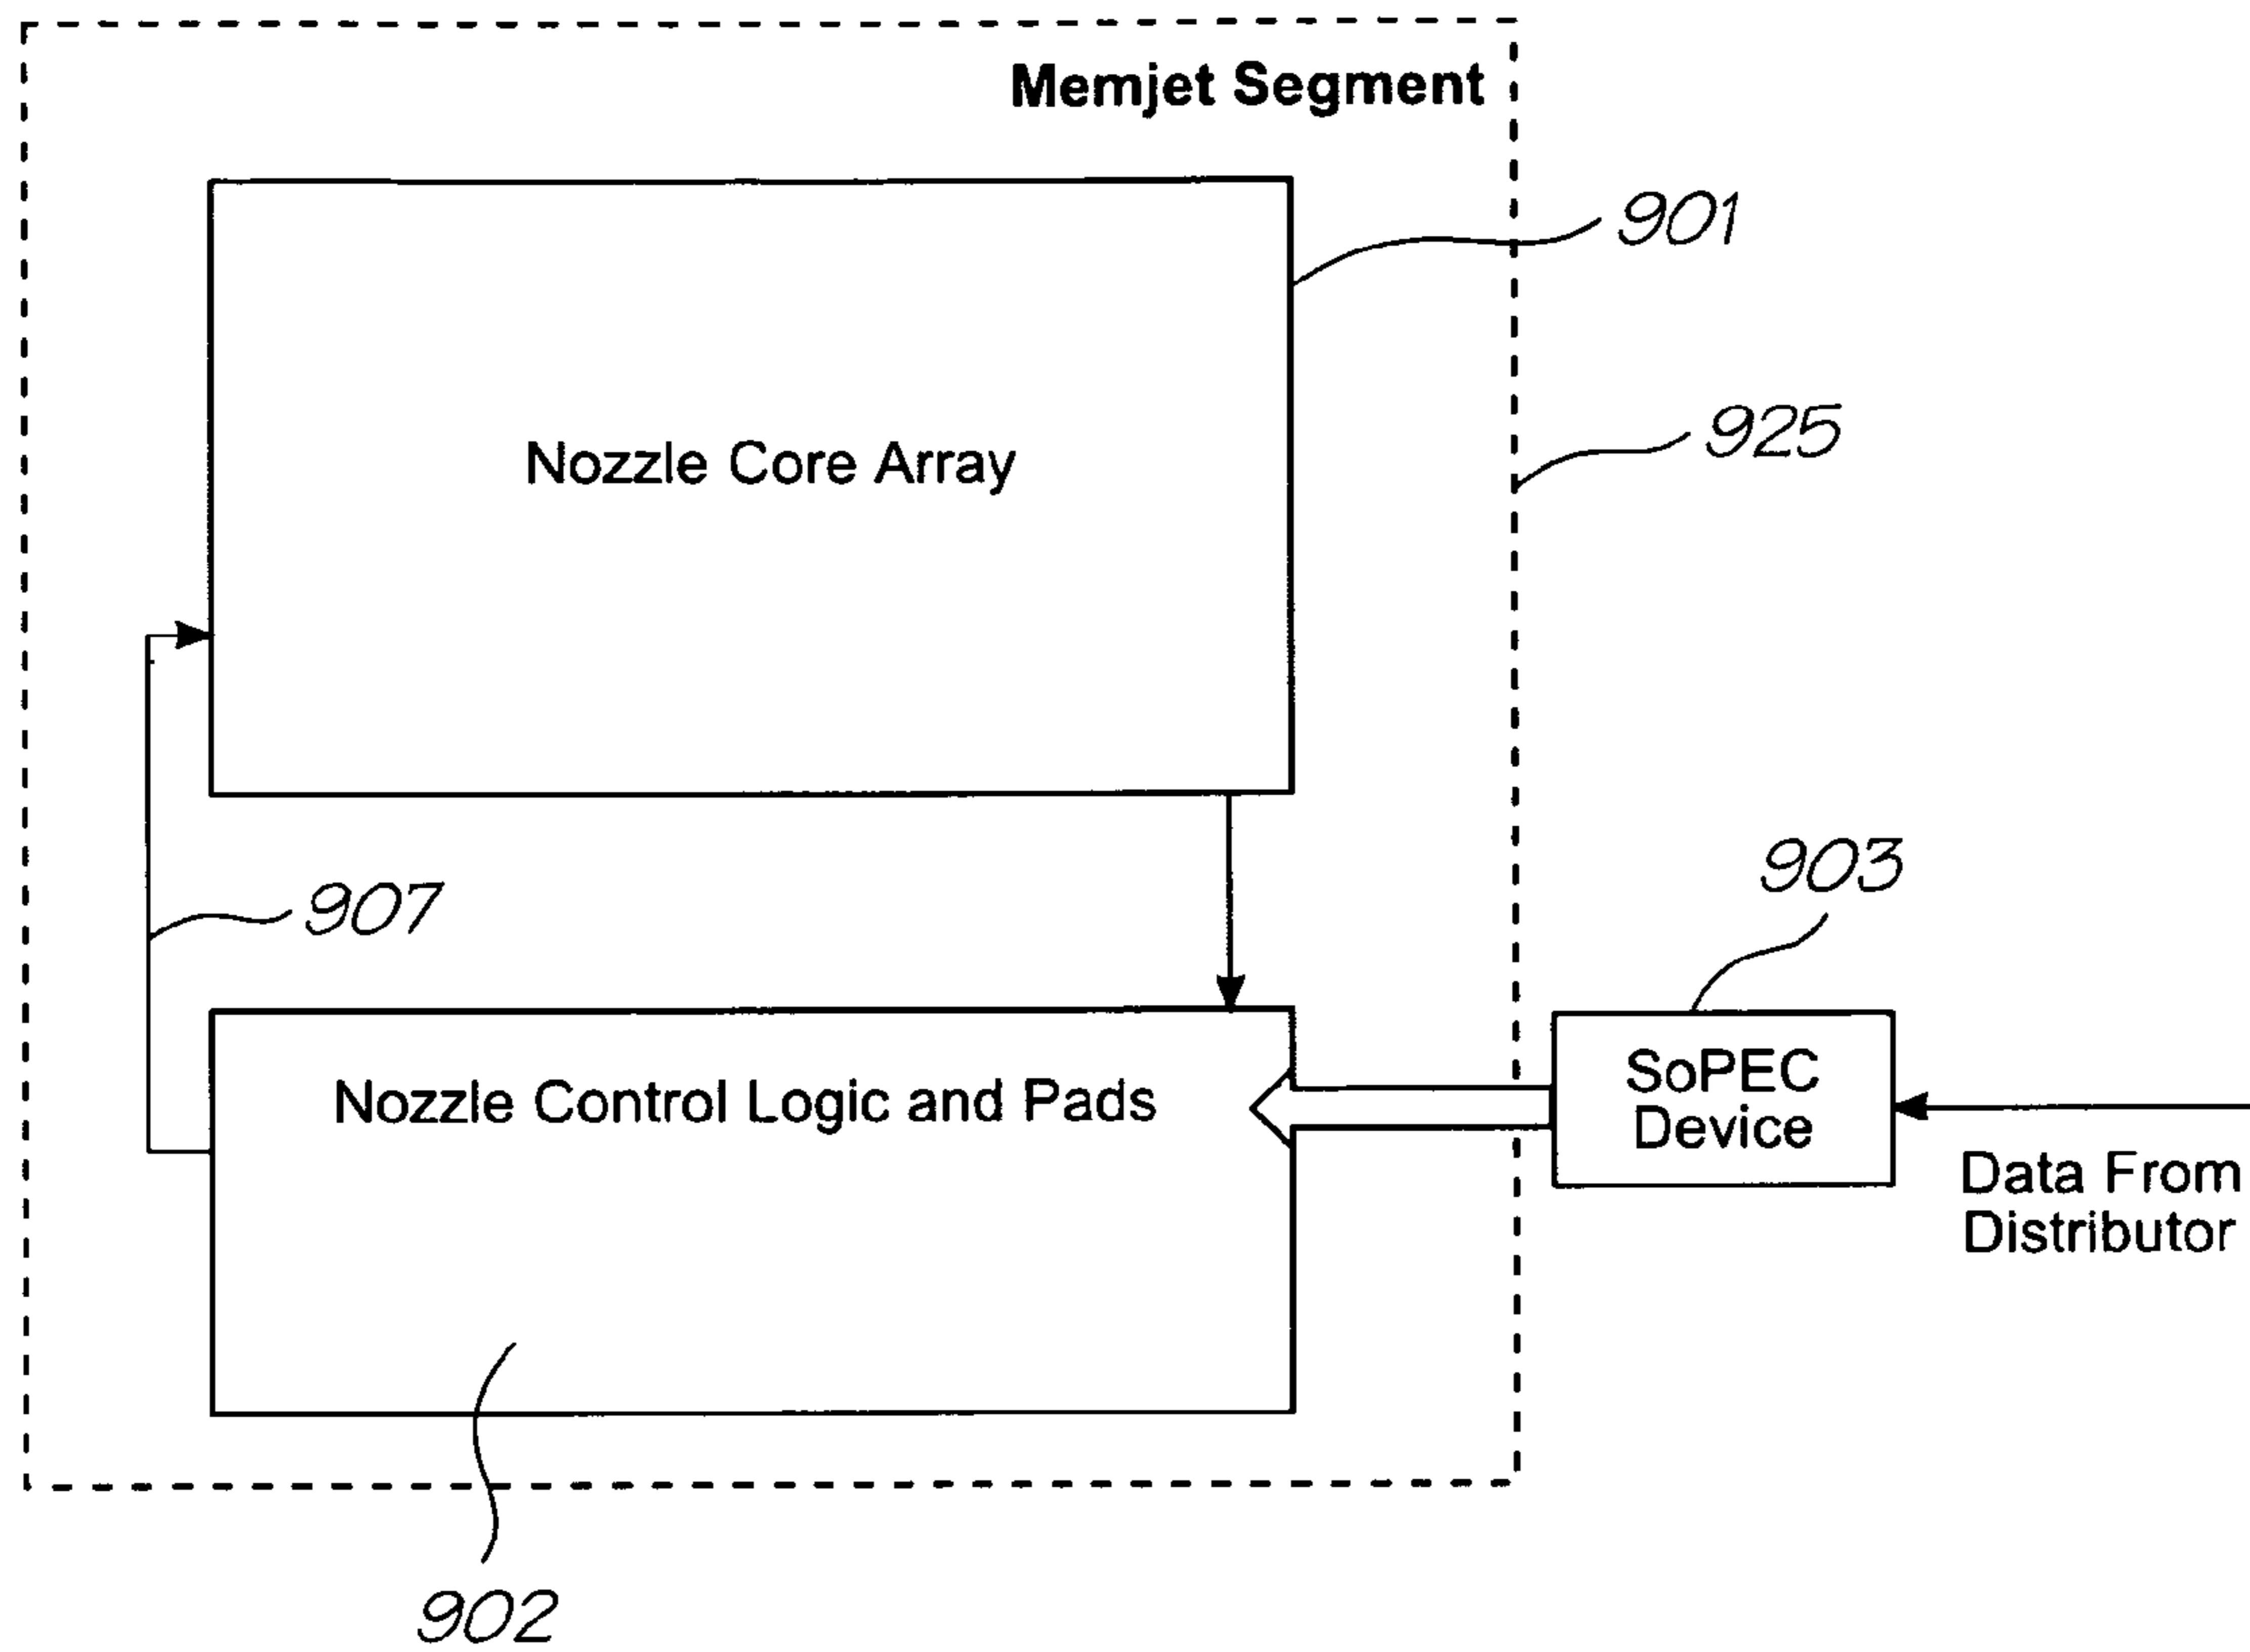 Memjet Segment
901
Nozzle Core Array
925
903
907
SoPEC
Device
Nozzle Control Logic and Pads
Data From
Distributor
902